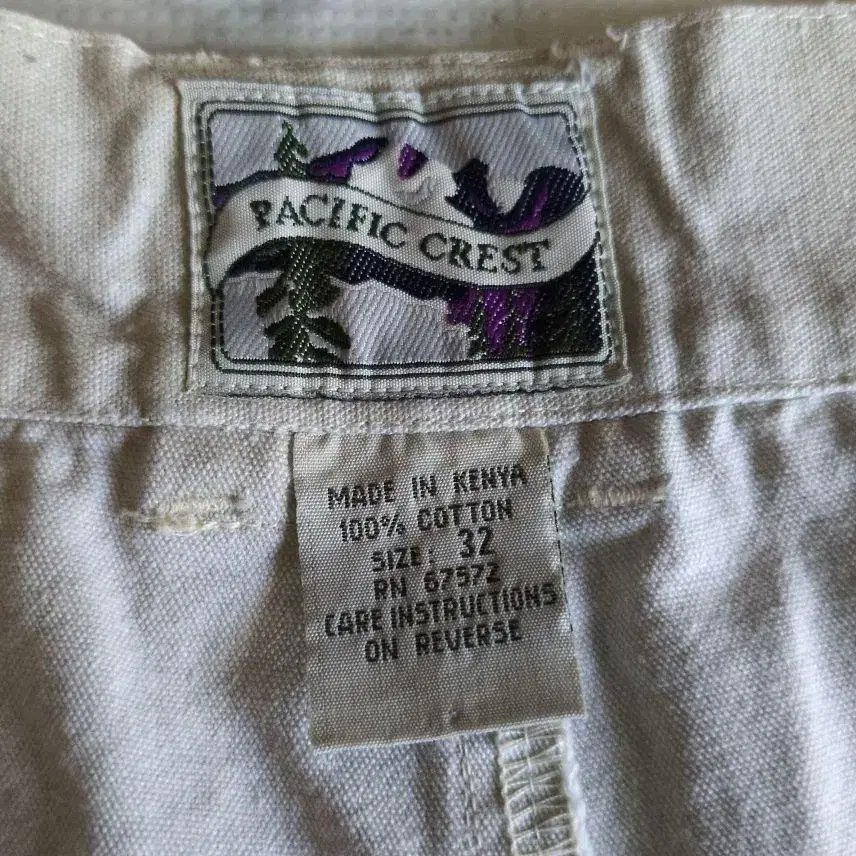 PACIFIC CREST
MADE IN KENYA
100% COTTON
SIZE: 32
RN 67572
CARE INSTRUCTIONS
ON REVERSE